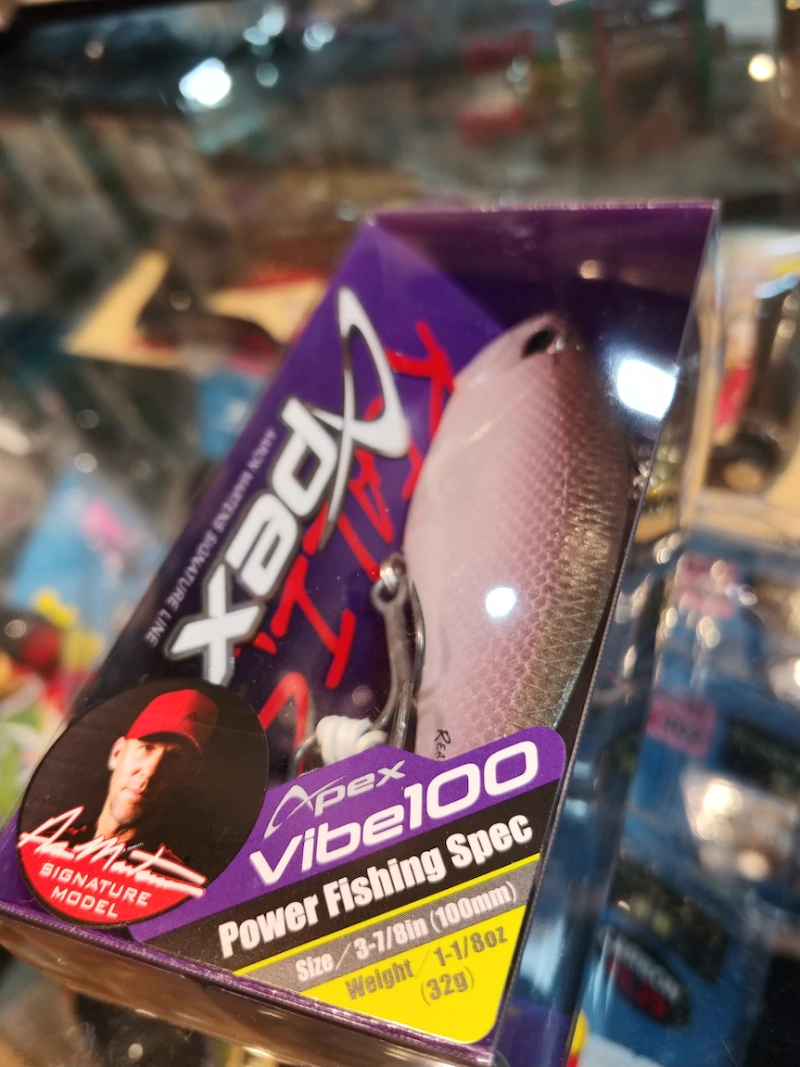 Apex
AARON MARTENS SIGNATURE LINE
SIGNATURE
MODEL
Apex
Vibe100
Power Fishing Spec
Size / 3-7/8in (100mm)
Weight / 1-1/8oz
(32g)